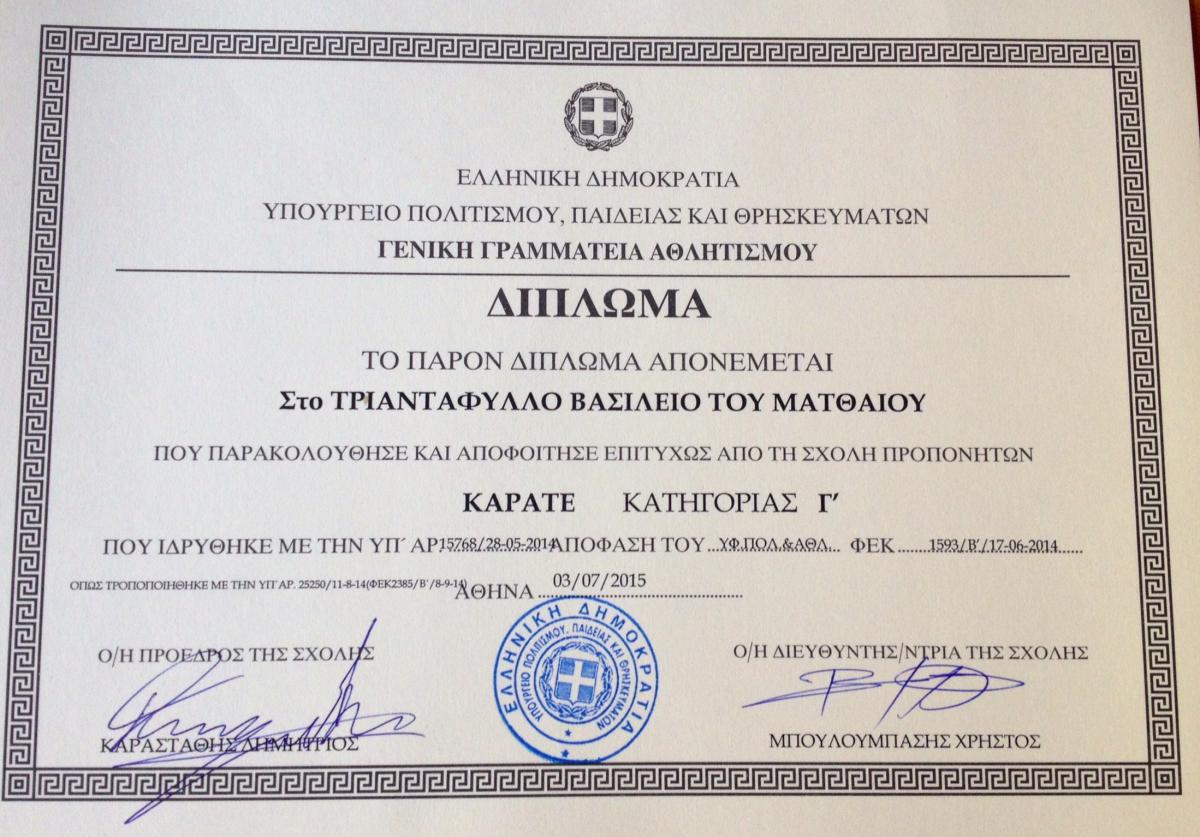 ΕΛΛΗΝΙΚΗ ΔΗΜΟΚΡΑΤΙΑ
ΥΠΟΥΡΓΕΙΟ ΠΟΛΙΤΙΣΜΟΥ, ΠΑΙΔΕΙΑΣ ΚΑΙ ΘΡΗΣΚΕΥΜΑΤΩΝ
ΓΕΝΙΚΗ ΓΡΑΜΜΑΤΕΙΑ ΑΘΛΗΤΙΣΜΟΥ
ΔΙΠΛΩΜΑ
ΤΟ ΠΑΡΟΝ ΔΙΠΛΩΜΑ ΑΠΟΝΕΜΕΤΑΙ
Στο ΤΡΙΑΝΤΑΦΥΛΛΟ ΒΑΣΙΛΕΙΟ ΤΟΥ ΜΑΤΘΑΙΟΥ
ΠΟΥ ΠΑΡΑΚΟΛΟΥΘΗΣΕ ΚΑΙ ΑΠΟΦΟΙΤΗΣΕ ΕΠΙΤΥΧΩΣ ΑΠΟ ΤΗ ΣΧΟΛΗ ΠΡΟΠΟΝΗΤΩΝ
ΚΑΡΑΤΕ ΚΑΤΗΓΟΡΙΑΣ Γ'
ΠΟΥ ΙΔΡΥΘΗΚΕ ΜΕ ΤΗΝ ΥΠ΄ ΑΡ 15768/28-05-2014 ΑΠΟΦΑΣΗ ΤΟΥ ΥΦ.ΠΟΛ.&ΑΘΛ. ΦΕΚ 1593/Β΄/17-06-2014
ΟΠΩΣ ΤΡΟΠΟΠΟΙΗΘΗΚΕ ΜΕ ΤΗΝ ΥΠ'ΑΡ. 25250/11-8-14(ΦΕΚ2385/Β΄/8-9-14) ΑΘΗΝΑ 03/07/2015
Ο/Η ΠΡΟΕΔΡΟΣ ΤΗΣ ΣΧΟΛΗΣ
Ο/Η ΔΙΕΥΘΥΝΤΗΣ/ΝΤΡΙΑ ΤΗΣ ΣΧΟΛΗΣ
ΕΛΛΗΝΙΚΗ ΔΗΜΟΚΡΑΤΙΑ
ΥΠΟΥΡΓΕΙΟ ΠΟΛΙΤΙΣΜΟΥ, ΠΑΙΔΕΙΑΣ ΚΑΙ ΘΡΗΣΚΕΥΜΑΤΩΝ
ΚΑΡΑΣΤΑΘΗΣ ΔΗΜΗΤΡΙΟΣ
ΜΠΟΥΛΟΥΜΠΑΣΗΣ ΧΡΗΣΤΟΣ